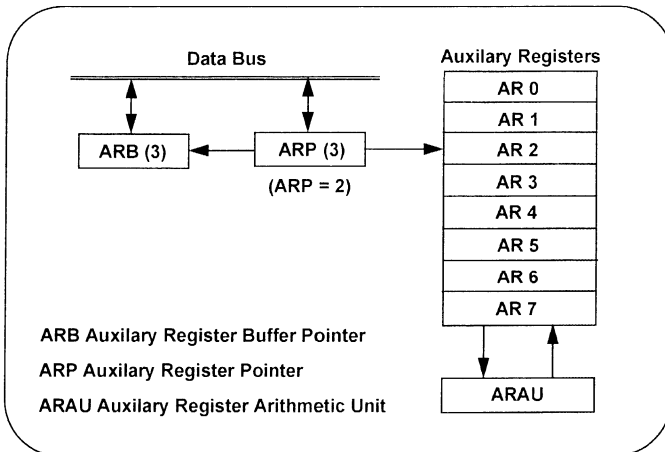 Data Bus
Auxilary Registers
AR 0
AR 1
ARB (3)
ARP (3)
AR 2
(ARP = 2)
AR 3
AR 4
AR 5
AR 6
AR 7
ARB Auxilary Register Buffer Pointer
ARP Auxilary Register Pointer
ARAU Auxilary Register Arithmetic Unit
ARAU